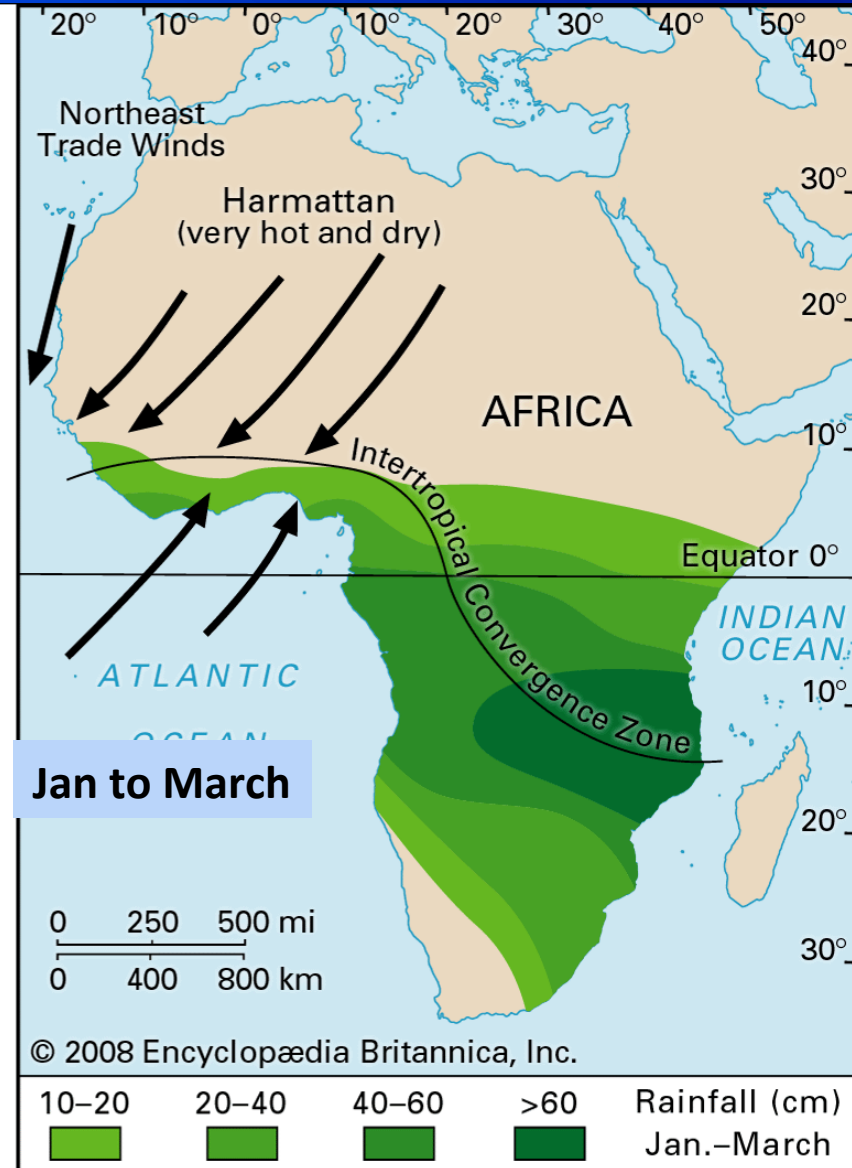 20° 10° 0° 10° 20° 30° 40° 50°
40°
Northeast
Trade Winds
30°
Harmattan
(very hot and dry)
20°
AFRICA
10°
Intertropical Convergence Zone
Equator 0°
INDIAN
OCEAN
ATLANTIC
OCEAN
10°
Jan to March
20°
0 250 500 mi
0 400 800 km
30°
© 2008 Encyclopædia Britannica, Inc.
10–20 20–40 40–60 >60 Rainfall (cm)
Jan.–March